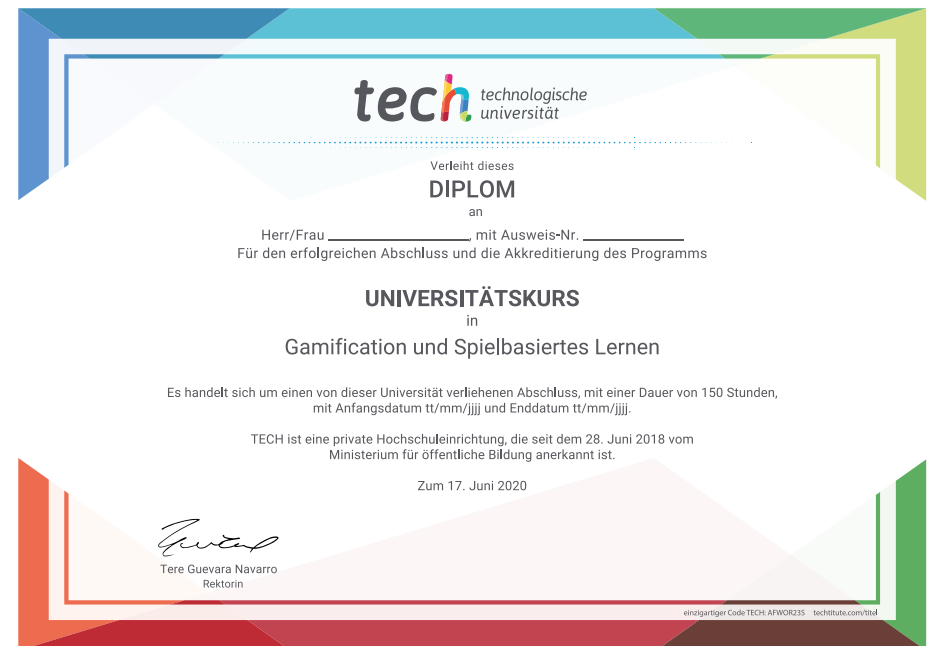 tech technologische
universität
Verleiht dieses
DIPLOM
an
Herr/Frau ____________, mit Ausweis-Nr. ____________
Für den erfolgreichen Abschluss und die Akkreditierung des Programms
UNIVERSITÄTSKURS
in
Gamification und Spielbasiertes Lernen
Es handelt sich um einen von dieser Universität verliehenen Abschluss, mit einer Dauer von 150 Stunden,
mit Anfangsdatum tt/mm/jjjj und Enddatum tt/mm/jjjj.
TECH ist eine private Hochschuleinrichtung, die seit dem 28. Juni 2018 vom
Ministerium für öffentliche Bildung anerkannt ist.
Zum 17. Juni 2020
Tere Guevara Navarro
Rektorin
einzigartiger Code TECH: AFWOR23S techtitute.com/titel